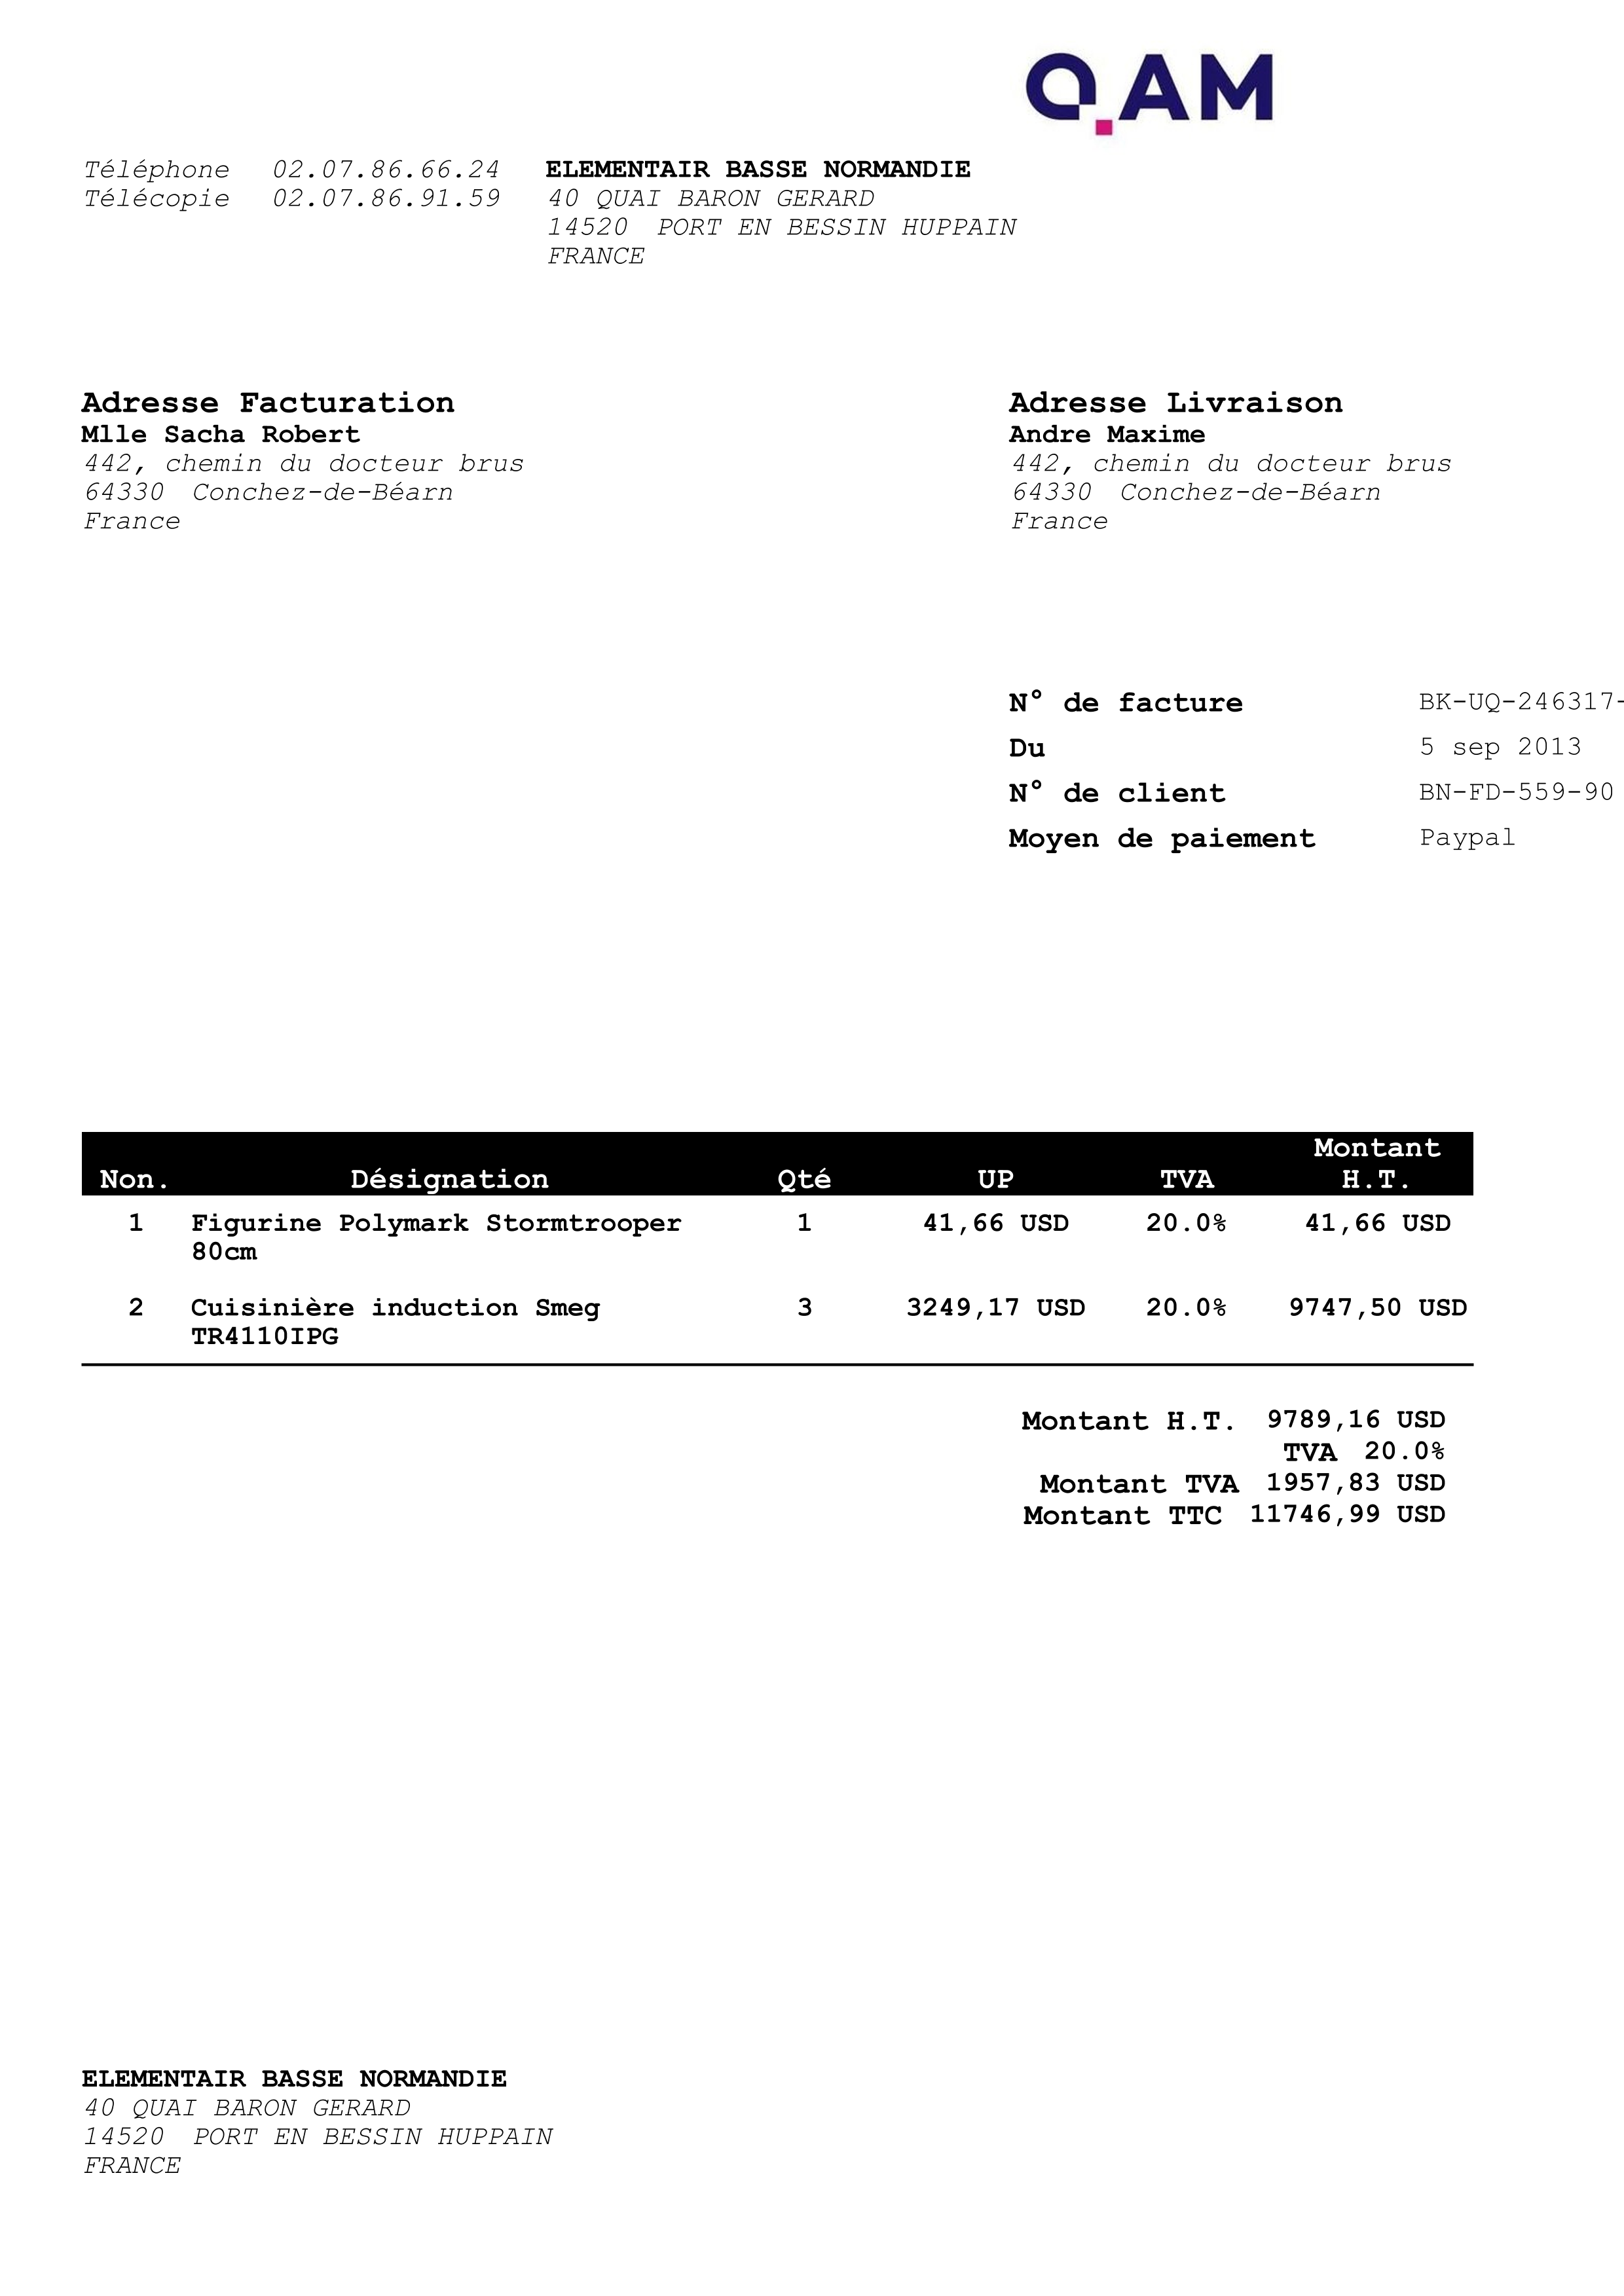 Q.AM
Téléphone 02.07.86.66.24 ELEMENTAIR BASSE NORMANDIE
Télécopie 02.07.86.91.59 40 QUAI BARON GERARD
14520 PORT EN BESSIN HUPPAIN
FRANCE
Adresse Facturation
Mlle Sacha Robert
442, chemin du docteur brus
64330 Conchez-de-Béarn
France
Adresse Livraison
Andre Maxime
442, chemin du docteur brus
64330 Conchez-de-Béarn
France
N° de facture BK-UQ-246317-
Du 5 sep 2013
N° de client BN-FD-559-90
Moyen de paiement Paypal
Non. Désignation Qté UP TVA Montant H.T.
1 Figurine Polymark Stormtrooper 1 41,66 USD 20.0% 41,66 USD
80cm
2 Cuisinière induction Smeg 3 3249,17 USD 20.0% 9747,50 USD
TR4110IPG
Montant H.T. 9789,16 USD
TVA 20.0%
Montant TVA 1957,83 USD
Montant TTC 11746,99 USD
ELEMENTAIR BASSE NORMANDIE
40 QUAI BARON GERARD
14520 PORT EN BESSIN HUPPAIN
FRANCE